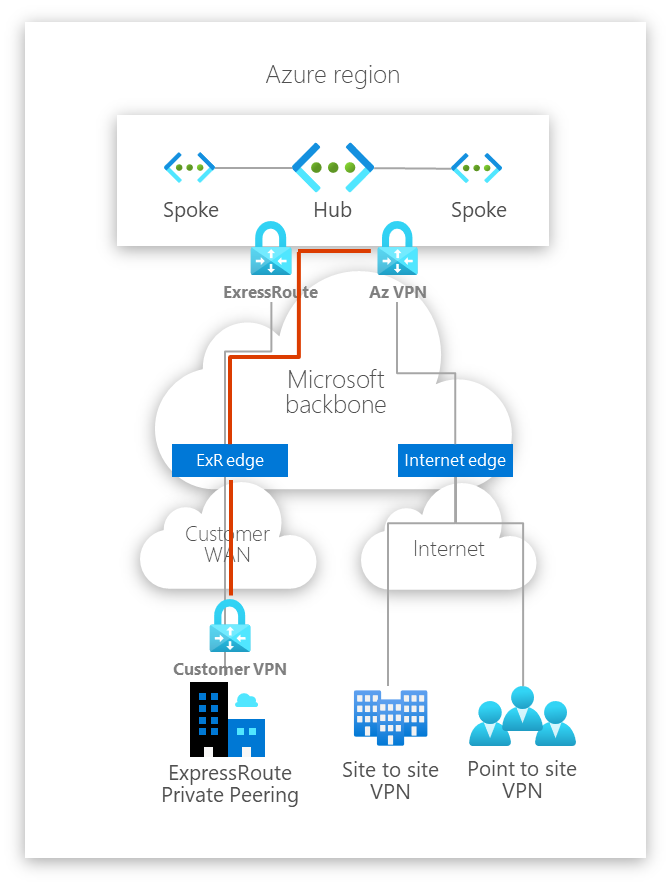 Azure region
Spoke
Hub
Spoke
ExressRoute
Az VPN
Microsoft
backbone
ExR edge
Internet edge
Customer
WAN
Internet
Customer VPN
ExpressRoute
Private Peering
Site to site
VPN
Point to site
VPN